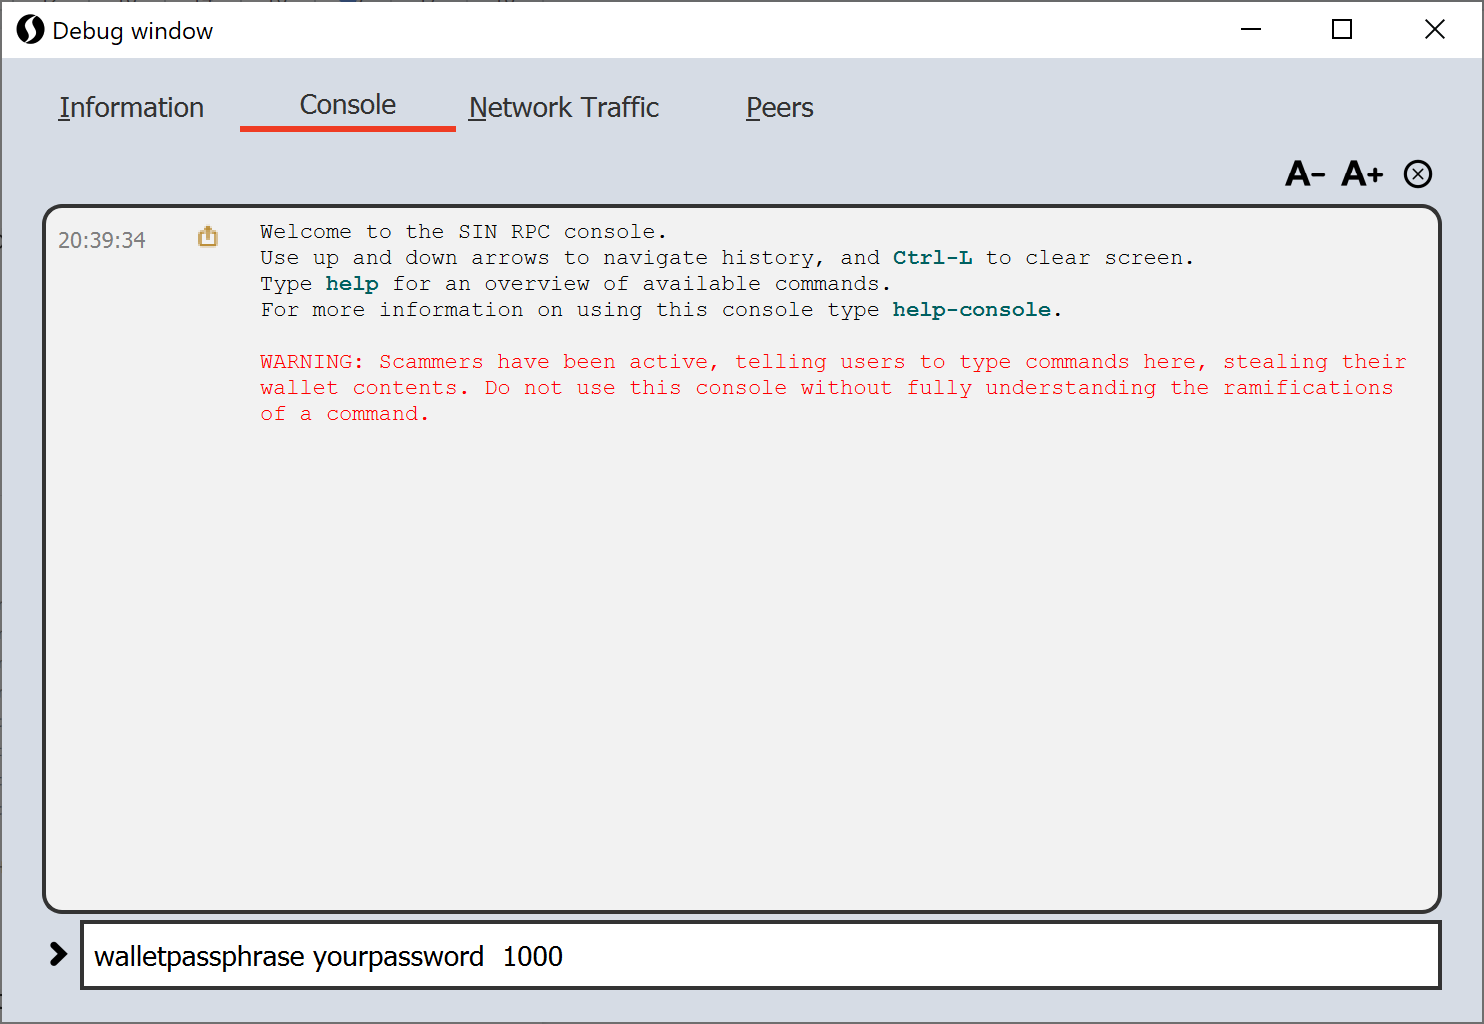 Debug window
Information Console Network Traffic Peers
A- A+
20:39:34 Welcome to the SIN RPC console.
Use up and down arrows to navigate history, and Ctrl-L to clear screen.
Type help for an overview of available commands.
For more information on using this console type help-console.
WARNING: Scammers have been active, telling users to type commands here, stealing their
wallet contents. Do not use this console without fully understanding the ramifications
of a command.
walletpassphrase yourpassword  1000